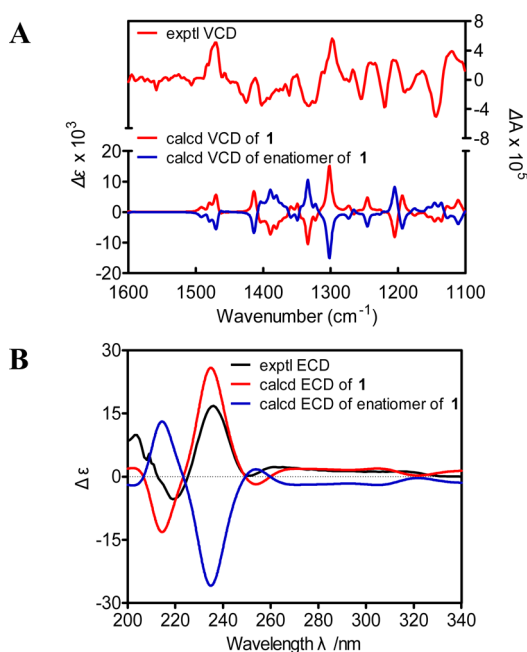 A
exptl VCD
8
4
0
-4
-8
ΔA x 10⁵
calcd VCD of 1
calcd VCD of enatiomer of 1
Δε x 10³
20
10
0
-10
-20
1600 1500 1400 1300 1200 1100
Wavenumber (cm⁻¹)
B
exptl ECD
calcd ECD of 1
calcd ECD of enatiomer of 1
Δ ε
30
15
0
-15
-30
200 220 240 260 280 300 320 340
Wavelength λ /nm